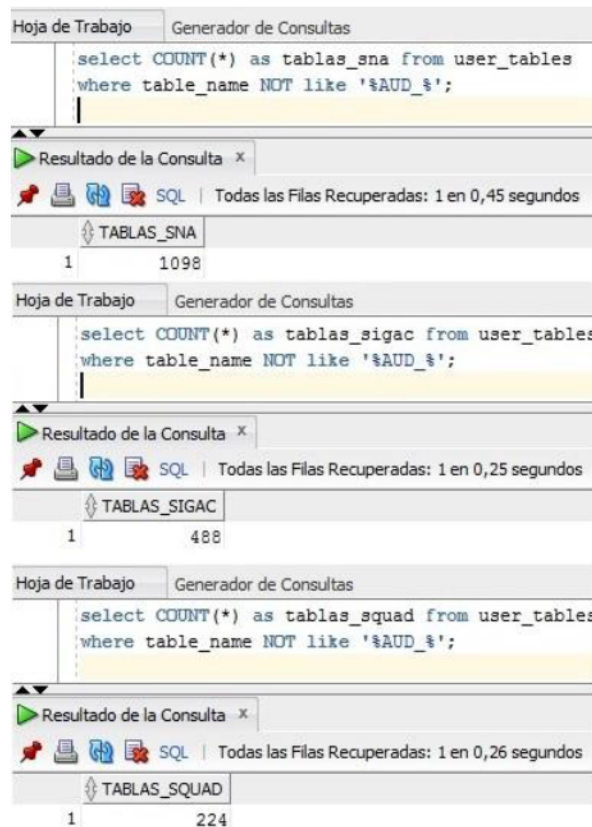 Hoja de Trabajo Generador de Consultas
select COUNT(*) as tablas_sna from user_tables
where table_name NOT like '%AUD_%';
Resultado de la Consulta x
SQL | Todas las Filas Recuperadas: 1 en 0,45 segundos
TABLAS_SNA
1 1098
Hoja de Trabajo Generador de Consultas
select COUNT(*) as tablas_sigac from user_tables
where table_name NOT like '%AUD_%';
Resultado de la Consulta x
SQL | Todas las Filas Recuperadas: 1 en 0,25 segundos
TABLAS_SIGAC
1 488
Hoja de Trabajo Generador de Consultas
select COUNT(*) as tablas_squad from user_tables
where table_name NOT like '%AUD_%';
Resultado de la Consulta x
SQL | Todas las Filas Recuperadas: 1 en 0,26 segundos
TABLAS_SQUAD
1 224